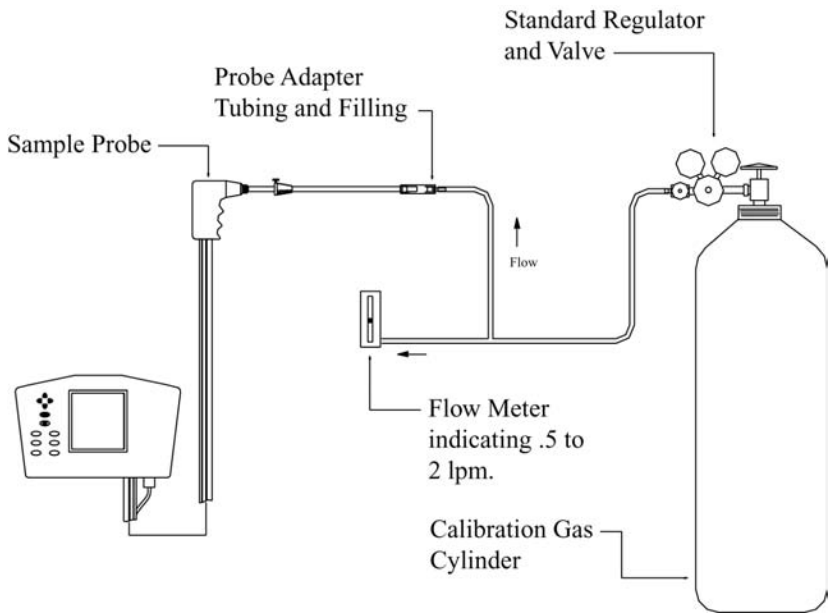 Standard Regulator
and Valve
Probe Adapter
Tubing and Filling
Sample Probe
Flow
Flow Meter
indicating .5 to
2 lpm.
Calibration Gas
Cylinder